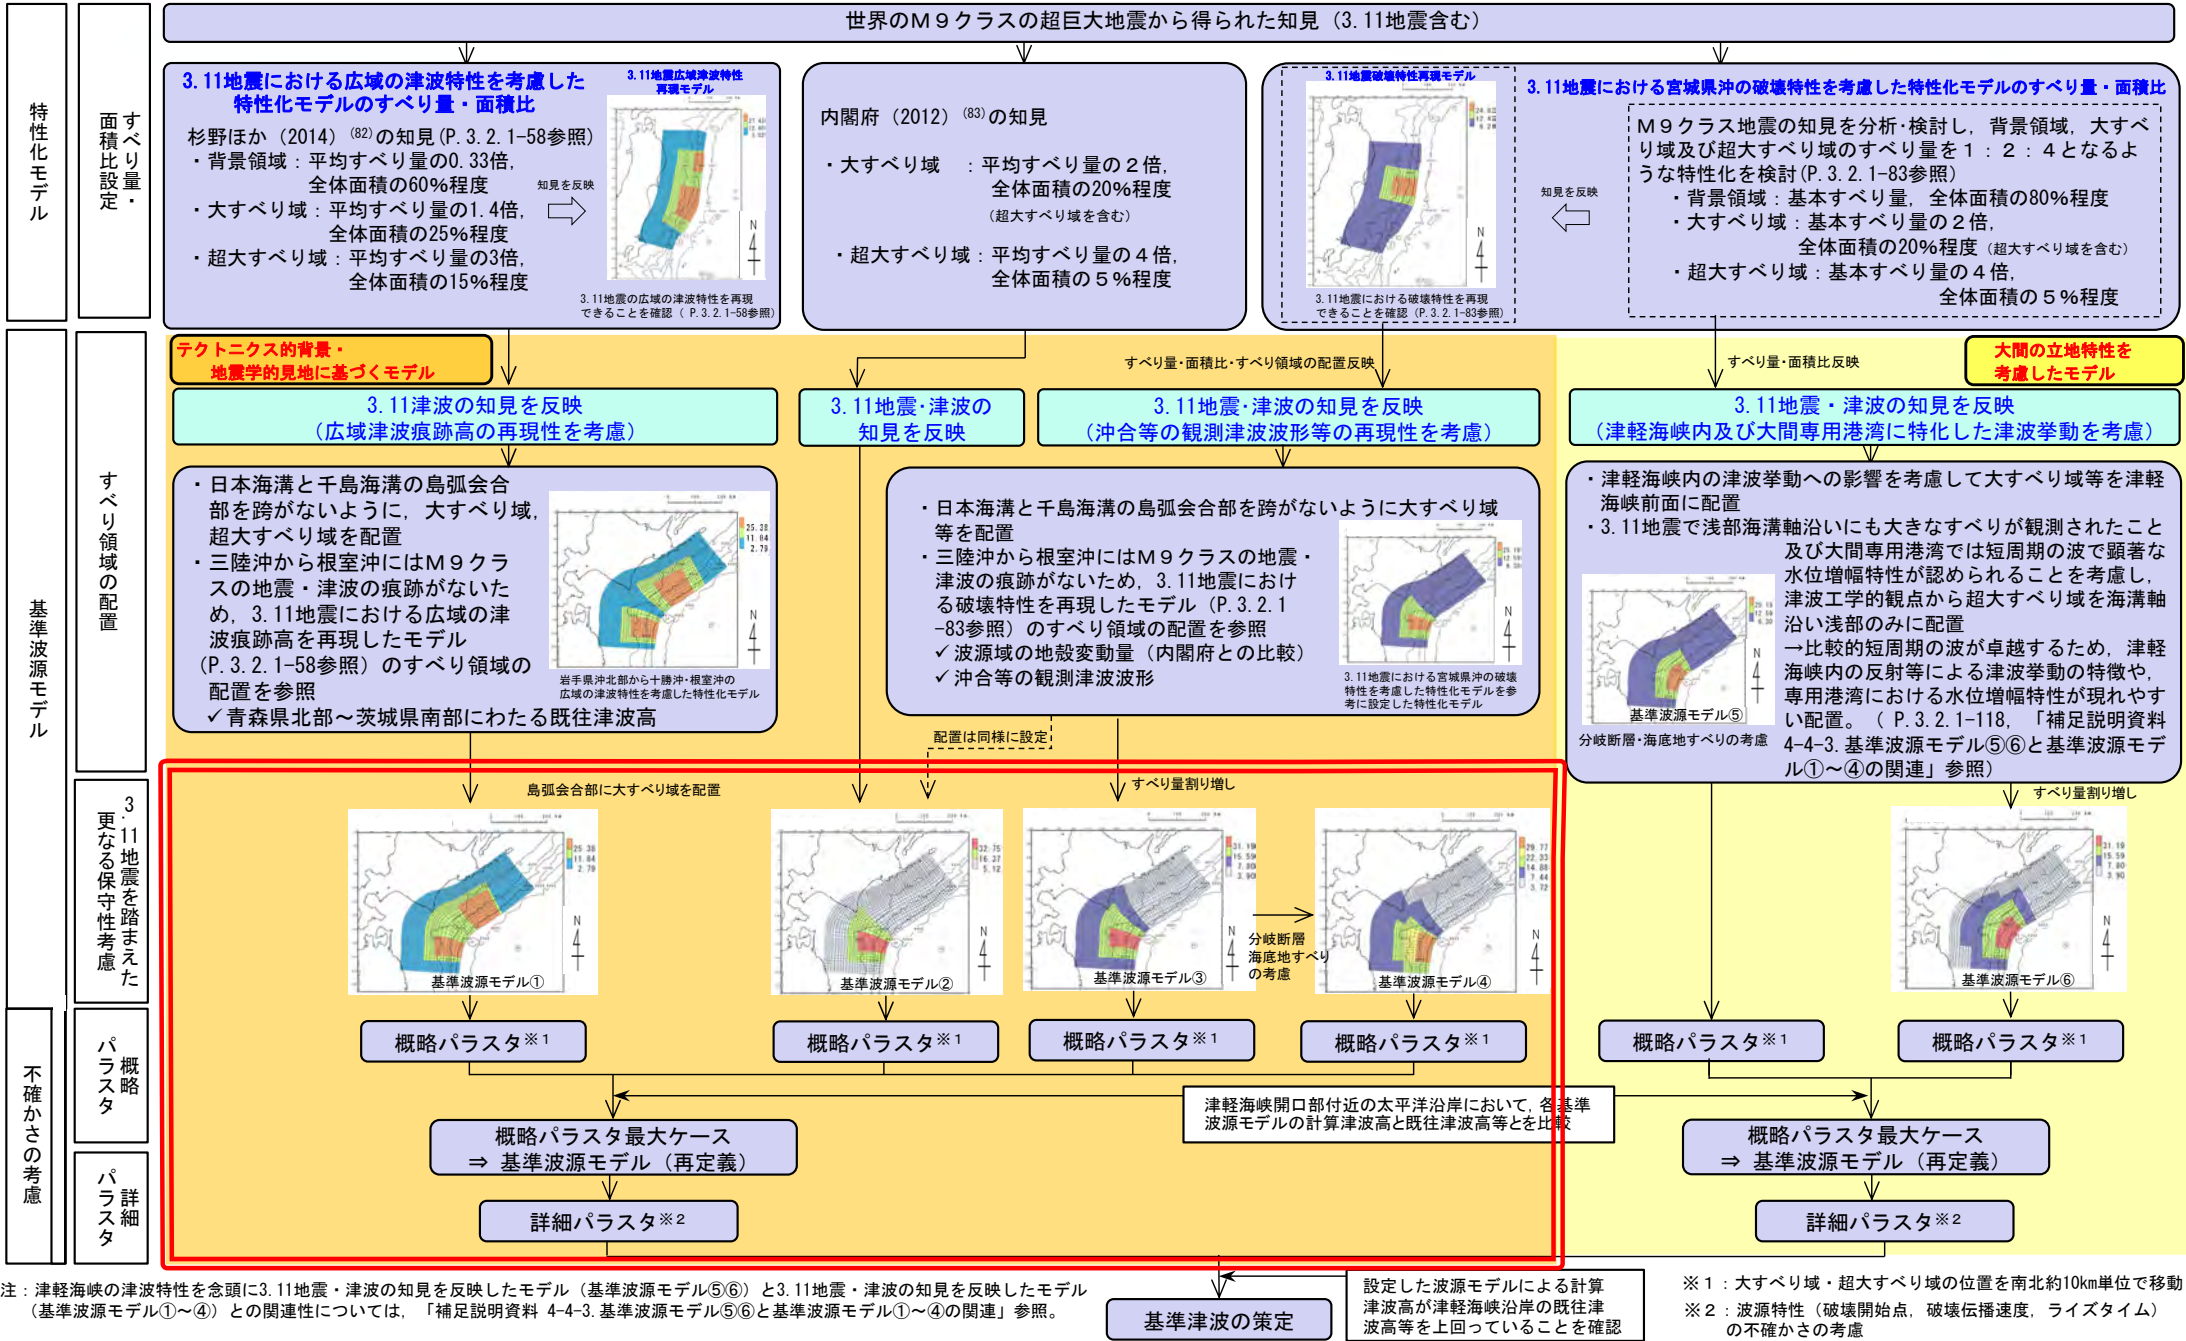 世界のM9クラスの超巨大地震から得られた知見（3.11地震含む）
特性化モデル
すべり量・
面積比設定
3.11地震における広域の津波特性を考慮した
特性化モデルのすべり量・面積比
杉野ほか（2014）(82)の知見(P.3.2.1-58参照)
・背景領域：平均すべり量の0.33倍,
全体面積の60%程度
・大すべり域：平均すべり量の1.4倍,
全体面積の25%程度
・超大すべり域：平均すべり量の3倍,
全体面積の15%程度
知見を反映
3.11地震広域津波特性
再現モデル
N
3.11地震の広域の津波特性を再現
できることを確認（ P.3.2.1-58参照)
内閣府（2012）(83)の知見
・大すべり域　：平均すべり量の２倍,
全体面積の20%程度
（超大すべり域を含む）
・超大すべり域：平均すべり量の４倍,
全体面積の５%程度
3.11地震破壊特性再現モデル
N
3.11地震における破壊特性を再現
できることを確認（P.3.2.1-83参照）
知見を反映
3.11地震における宮城県沖の破壊特性を考慮した特性化モデルのすべり量・面積比
M９クラス地震の知見を分析･検討し，背景領域，大すべ
り域及び超大すべり域のすべり量を１：２：４となるよ
うな特性化を検討(P.3.2.1-83参照)
・背景領域：基本すべり量，全体面積の80%程度
・大すべり域：基本すべり量の２倍,
全体面積の20%程度（超大すべり域を含む）
・超大すべり域：基本すべり量の４倍,
全体面積の５%程度
基準波源モデル
すべり領域の配置
テクトニクス的背景・
地震学的見地に基づくモデル
すべり量･面積比･すべり領域の配置反映
すべり量･面積比反映
大間の立地特性を
考慮したモデル
3.11津波の知見を反映
（広域津波痕跡高の再現性を考慮）
3.11地震･津波の
知見を反映
3.11地震･津波の知見を反映
（沖合等の観測津波波形等の再現性を考慮）
3.11地震・津波の知見を反映
（津軽海峡内及び大間専用港湾に特化した津波挙動を考慮）
・日本海溝と千島海溝の島弧会合
部を跨がないように，大すべり域,
超大すべり域を配置
・三陸沖から根室沖にはM９クラ
スの地震・津波の痕跡がないた
め，3.11地震における広域の津
波痕跡高を再現したモデル
（P.3.2.1-58参照）のすべり領域の
配置を参照
✓青森県北部～茨城県南部にわたる既往津波高
25.38
11.84
2.79
N
岩手県沖北部から十勝沖･根室沖の
広域の津波特性を考慮した特性化モデル
・日本海溝と千島海溝の島弧会合部を跨がないように大すべり域
等を配置
・三陸沖から根室沖にはM９クラスの地震・
津波の痕跡がないため，3.11地震におけ
る破壊特性を再現したモデル（P.3.2.1
-83参照）のすべり領域の配置を参照
✓波源域の地殻変動量（内閣府との比較）
✓沖合等の観測津波波形
N
3.11地震における宮城県沖の破壊
特性を考慮した特性化モデルを参
考に設定した特性化モデル
・津軽海峡内の津波挙動への影響を考慮して大すべり域等を津軽
海峡前面に配置
・3.11地震で浅部海溝軸沿いにも大きなすべりが観測されたこと
及び大間専用港湾では短周期の波で顕著な
水位増幅特性が認められることを考慮し,
津波工学的観点から超大すべり域を海溝軸
沿い浅部のみに配置
→比較的短周期の波が卓越するため，津軽
海峡内の反射等による津波挙動の特徴や,
専用港湾における水位増幅特性が現れやす
い配置。（ P.3.2.1-118, 「補足説明資料
4-4-3.基準波源モデル⑤⑥と基準波源モデ
ル①～④の関連」参照）
N
基準波源モデル⑤
分岐断層･海底地すべりの考慮
配置は同様に設定
3.11地震を踏まえた
更なる保守性考慮
島弧会合部に大すべり域を配置
すべり量割り増し
すべり量割り増し
25.38
11.84
2.79
N
基準波源モデル①
32.75
16.37
5.12
N
基準波源モデル②
31.19
15.59
7.80
3.90
N
基準波源モデル③
分岐断層
海底地すべり
の考慮
29.77
22.33
14.88
7.44
3.72
N
基準波源モデル④
31.19
15.59
7.80
3.90
N
基準波源モデル⑥
不確かさの考慮
概略
パラスタ
概略パラスタ※1
概略パラスタ※1
概略パラスタ※1
概略パラスタ※1
概略パラスタ※1
概略パラスタ※1
津軽海峡開口部付近の太平洋沿岸において，各基準
波源モデルの計算津波高と既往津波高等とを比較
概略パラスタ最大ケース
⇒ 基準波源モデル（再定義）
概略パラスタ最大ケース
⇒ 基準波源モデル（再定義）
詳細
パラスタ
詳細パラスタ※2
詳細パラスタ※2
注：津軽海峡の津波特性を念頭に3.11地震・津波の知見を反映したモデル（基準波源モデル⑤⑥）と3.11地震・津波の知見を反映したモデル
（基準波源モデル①～④）との関連性については，「補足説明資料 4-4-3.基準波源モデル⑤⑥と基準波源モデル①～④の関連」参照。
基準津波の策定
設定した波源モデルによる計算
津波高が津軽海峡沿岸の既往津
波高等を上回っていることを確認
※１：大すべり域・超大すべり域の位置を南北約10km単位で移動
※２：波源特性（破壊開始点，破壊伝播速度，ライズタイム）
の不確かさの考慮